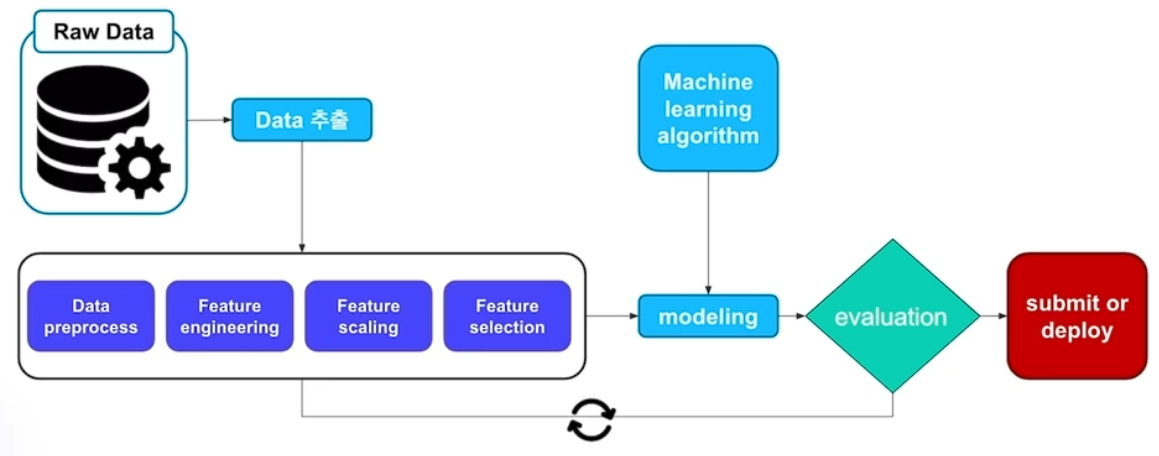 Raw Data
Data 추출
Machine
learning
algorithm
Data
preprocess
Feature
engineering
Feature
scaling
Feature
selection
modeling
evaluation
submit or
deploy